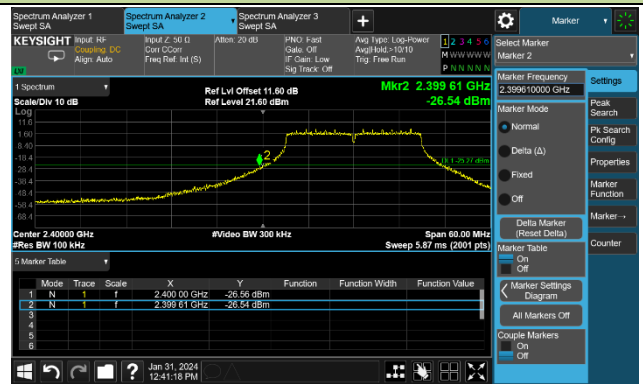 Spectrum Analyzer 1
Swept SA
Spectrum Analyzer 2
Swept SA
Spectrum Analyzer 3
Swept SA
Marker
KEYSIGHT
Input: RF
Coupling: DC
Align: Auto
Input Z: 50 Ω
Corr CCorr
Freq Ref: Int (S)
Atten: 20 dB
PNO: Fast
Gate: Off
IF Gain: Low
Sig Track: Off
Avg Type: Log-Power
Avg|Hold:>10/10
Trig: Free Run
1 2 3 4 5 6
M W W W W W
P N N N N N
Select Marker
Marker 2
LW
1 Spectrum
Scale/Div 10 dB
Log
Ref Lvl Offset 11.60 dB
Ref Level 21.60 dBm
Mkr2 2.399 61 GHz
-26.54 dBm
11.6
1.60
-8.40
-18.4
-28.4
-38.4
-48.4
-58.4
-68.4
2
DL1 -25.27 dBm
Center 2.40000 GHz
#Res BW 100 kHz
#Video BW 300 kHz
Span 60.00 MHz
Sweep 5.87 ms (2001 pts)
5 Marker Table
Mode Trace Scale X Y Function Function Width Function Value
1 N 1 f 2.400 00 GHz -26.56 dBm
2 N 1 f 2.399 61 GHz -26.54 dBm
3
4
5
6
Marker Frequency
2.399610000 GHz
Marker Mode
Normal
Delta (Δ)
Fixed
Off
Delta Marker
(Reset Delta)
Marker Table
On
Off
Marker Settings
Diagram
All Markers Off
Couple Markers
On
Off
Settings
Peak
Search
Pk Search
Config
Properties
Marker
Function
Marker→
Counter
?
Jan 31, 2024
12:41:18 PM